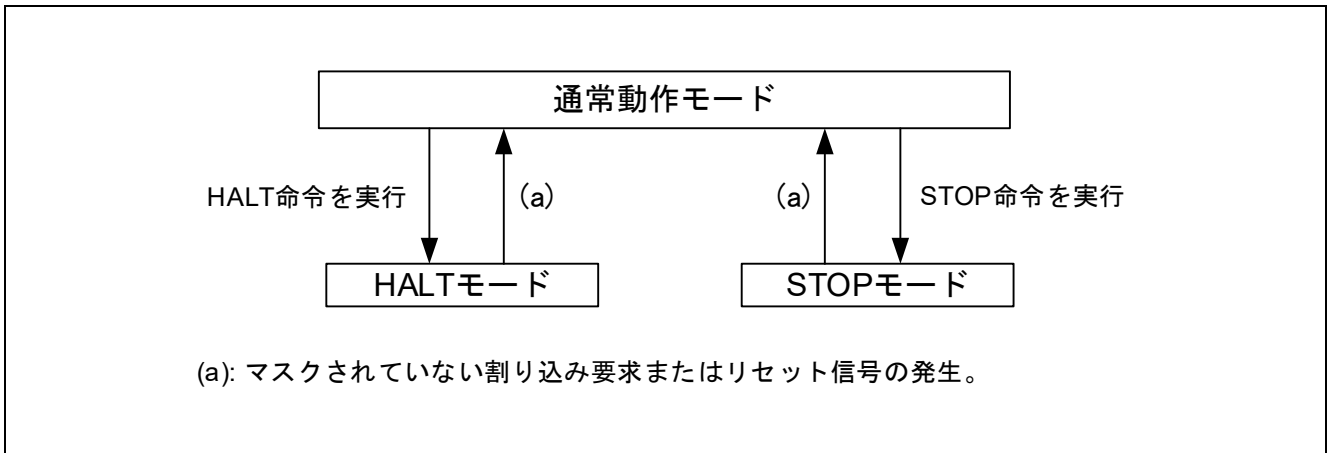 通常動作モード
HALT命令を実行
(a)
(a)
STOP命令を実行
HALTモード
STOPモード
(a): マスクされていない割り込み要求またはリセット信号の発生。